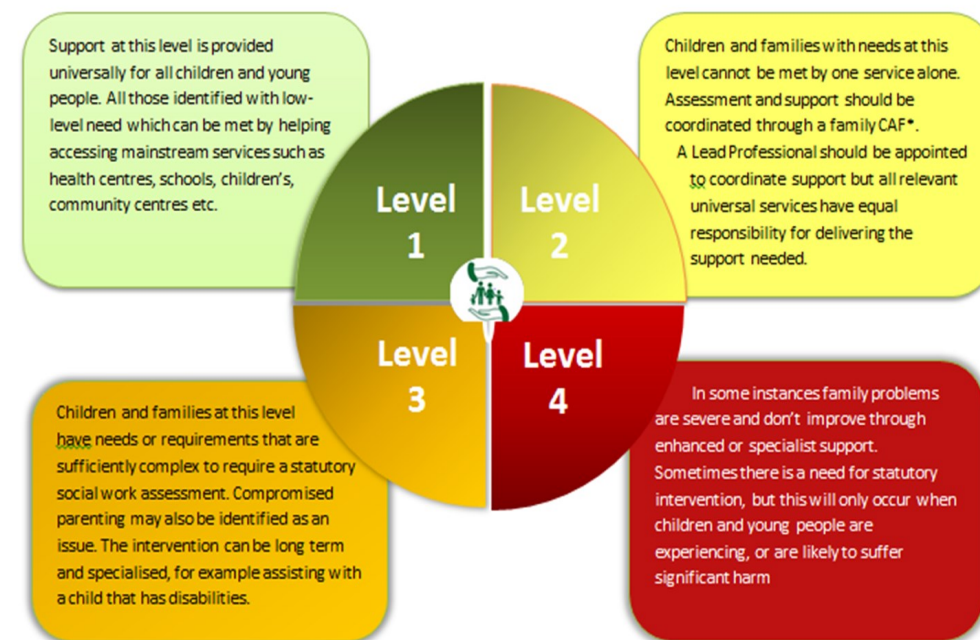 Support at this level is provided
universally for all children and young
people. All those identified with low-
level need which can be met by helping
accessing mainstream services such as
health centres, schools, children's,
community centres etc.
Children and families with needs at this
level cannot be met by one service alone.
Assessment and support should be
coordinated through a family CAF*.
A Lead Professional should be appointed
to coordinate support but all relevant
universal services have equal
responsibility for delivering the
support needed.
Level
1
Level
2
Level
3
Level
4
Children and families at this level
have needs or requirements that are
sufficiently complex to require a statutory
social work assessment. Compromised
parenting may also be identified as an
issue. The intervention can be long term
and specialised, for example assisting with
a child that has disabilities.
In some instances family problems
are severe and don't improve through
enhanced or specialist support.
Sometimes there is a need for statutory
intervention, but this will only occur when
children and young people are
experiencing, or are likely to suffer
significant harm